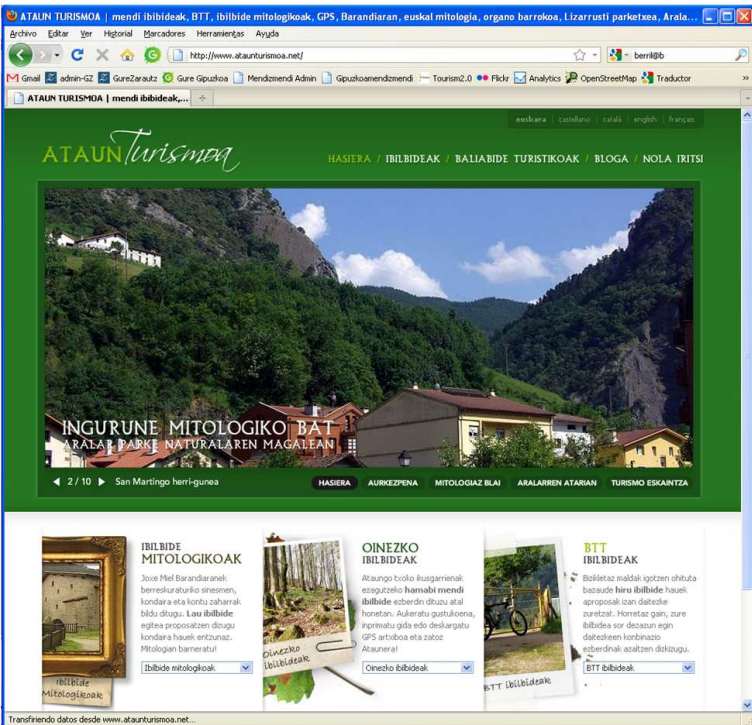 ATAUN TURISMOA | mendi ibibideak, BTT, ibilbide mitologikoak, GPS, Barandiaran, euskal mitologia, organo barrokoa, Lizarrusti parketxea, Arala...
Archivo Editar Ver Historial Marcadores Herramientas Ayuda
http://www.ataunturismoa.net/
berril@b
Gmail admin-GZ GureZarautz Gure Gipuzkoa Mendizmendi Admin Gipuzkoamendizmendi Tourism2.0 Flickr Analytics OpenStreetMap Traductor »
ATAUN TURISMOA | mendi ibibideak,...
euskara | castellano | català | english | français
ATAUN Turismoa
HASIERA / IBILBIDEAK / BALIABIDE TURISTIKOAK / BLOGA / NOLA IRITSI
INGURUNE MITOLOGIKO BAT
ARALAR PARKE NATURALAREN MAGALEAN
2 / 10 San Martingo herri-gunea
HASIERA AURKEZPENA MITOLOGIAZ BLAI ARALARREN ATARIAN TURISMO ESKAINTZA
IBILBIDE
MITOLOGIKOAK
Joxe Miel Barandiaranek
berreskuraturiko sinesmen,
kondaira eta kontu zaharrak
bildu ditugu. Lau ibilbide
egitea proposatzen dizugu
kondaira hauek entzunaz.
Mitologian barneratu!
Ibilbide mitologikoak
Ibilbide
Mitologikoak
OINEZKO
IBILBIDEAK
Ataungo txoko ikusgarrienak
ezagutzeko hamabi mendi
ibilbide ezberdin dituzu atal
honetan. Aukeratu gustukoena,
inprimatu gida edo deskargatu
GPS artxiboa eta zatoz
Ataunera!
Oinezko ibilbideak
Oinezko
ibilbideak
BTT
IBILBIDEAK
Bizikletaz maldak igotzen ohituta
bazaude hiru ibilbide hauek
aproposak izan daitezke
zuretzat. Horretaz gain, zure
ibilbidea sor dezazun egin
daitezkeen konbinazio
ezberdinak azaltzen dizkizugu.
BTT ibilbideak
BTT ibilbideak
Transfiriendo datos desde www.ataunturismoa.net...